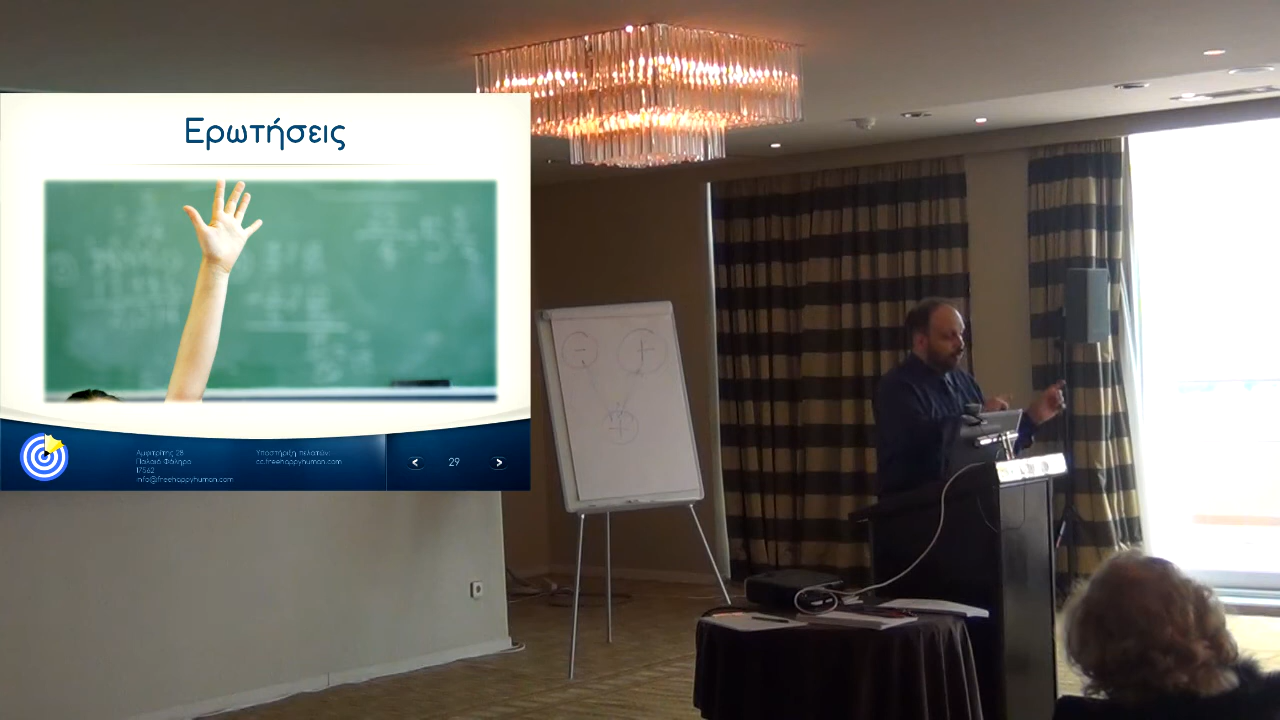 Ερωτήσεις
Αμφιτρίτης 28
Παλαιό Φάληρο
17562
info@freehappyhuman.com
Υποστήριξη πελατών:
cc.freehappyhuman.com
29